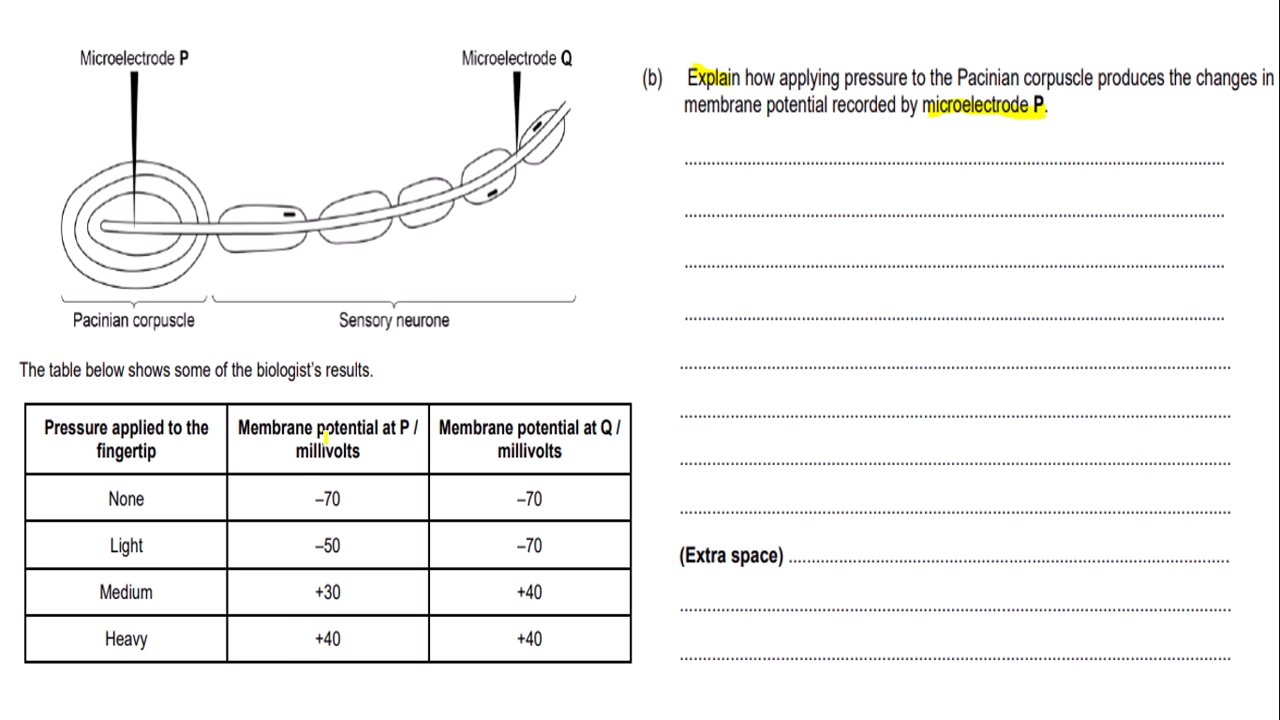 Microelectrode P
Microelectrode Q
Pacinian corpuscle
Sensory neurone
The table below shows some of the biologist's results.
Pressure applied to the fingertip
Membrane potential at P / millivolts
Membrane potential at Q / millivolts
None
–70
–70
Light
–50
–70
Medium
+30
+40
Heavy
+40
+40
(b) Explain how applying pressure to the Pacinian corpuscle produces the changes in
membrane potential recorded by microelectrode P.
(Extra space)